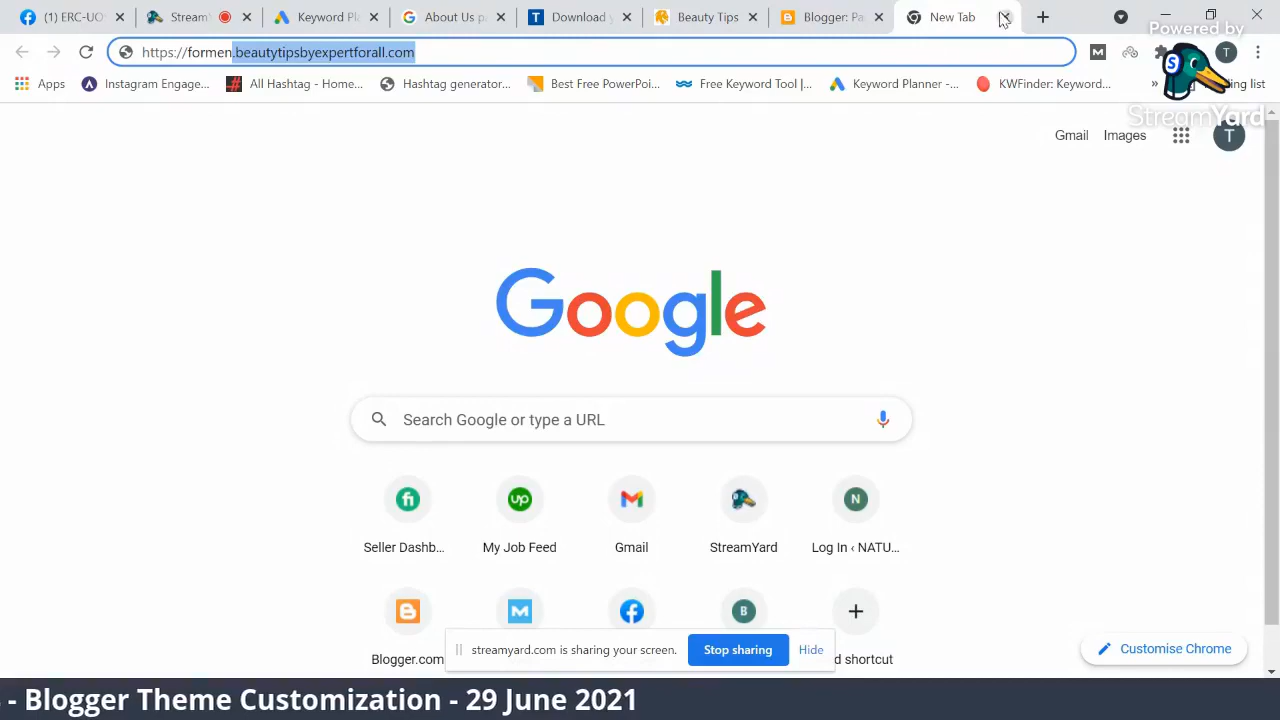 (1) ERC-UO
Stream
Keyword Pl
About Us p
Download
Beauty Tips
Blogger: Pa
New Tab
Powered by
https://formen.beautytipsbyexpertforall.com
M
T
Apps
Instagram Engage...
All Hashtag - Home...
Hashtag generator...
Best Free PowerPoi...
Free Keyword Tool |...
Keyword Planner -...
KWFinder: Keyword...
»
list
StreamYard
Gmail
Images
T
Google
Search Google or type a URL
Seller Dashb...
My Job Feed
Gmail
StreamYard
Log In ‹ NATU...
Blogger.com
d shortcut
streamyard.com is sharing your screen.
Stop sharing
Hide
Customise Chrome
- Blogger Theme Customization - 29 June 2021